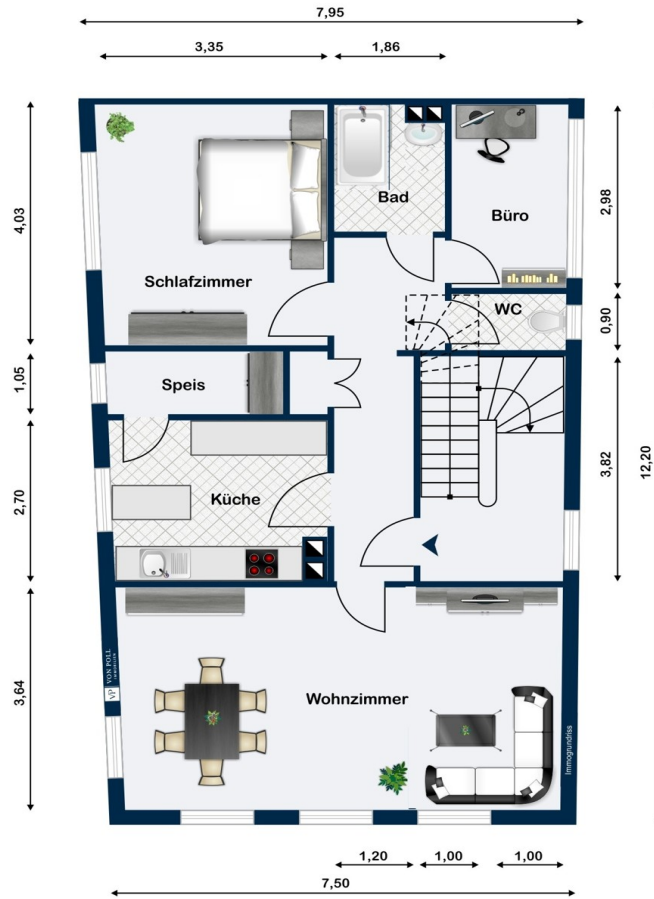 7,95
3,35
1,86
4,03
2,98
Bad
Büro
Schlafzimmer
WC
0,90
1,05
Speis
3,82
12,20
2,70
Küche
3,64
VP VON POLL
IMMOBILIEN
Wohnzimmer
Immogrundriss
1,20
1,00
1,00
7,50